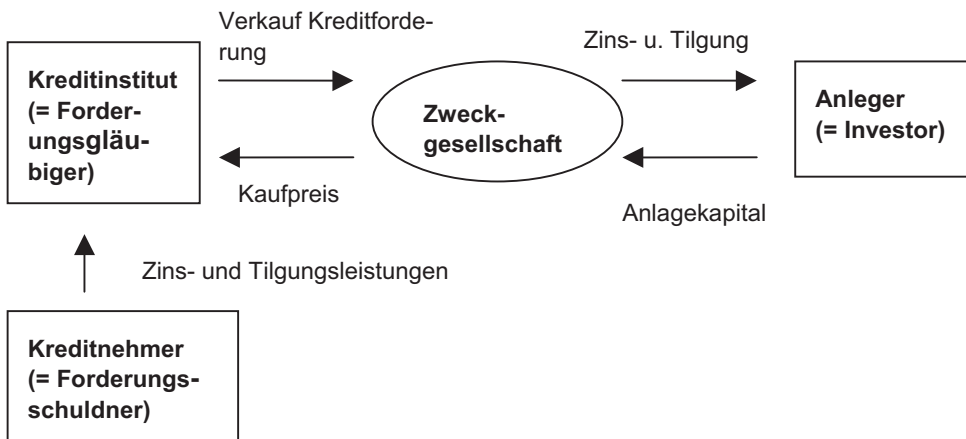 Verkauf Kreditforde-
rung
Zins- u. Tilgung
Kreditinstitut
(= Forder-
ungsgläu-
biger)
Zweck-
gesellschaft
Anleger
(= Investor)
Kaufpreis
Anlagekapital
Zins- und Tilgungsleistungen
Kreditnehmer
(= Forderungs-
schuldner)